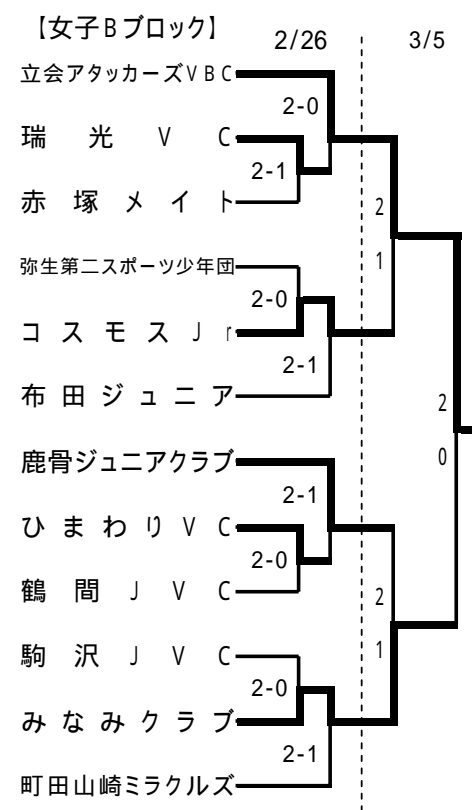 【女子Bブロック】
2/26 3/5
立会アタッカーズVBC
2-0
瑞光VC
2-1
赤塚メイト
2
1
弥生第二スポーツ少年団
2-0
コスモスJr
2-1
布田ジュニア
2
0
鹿骨ジュニアクラブ
2-1
ひまわりVC
2-0
鶴間JVC
2
1
駒沢JVC
2-0
みなみクラブ
2-1
町田山崎ミラクルズ